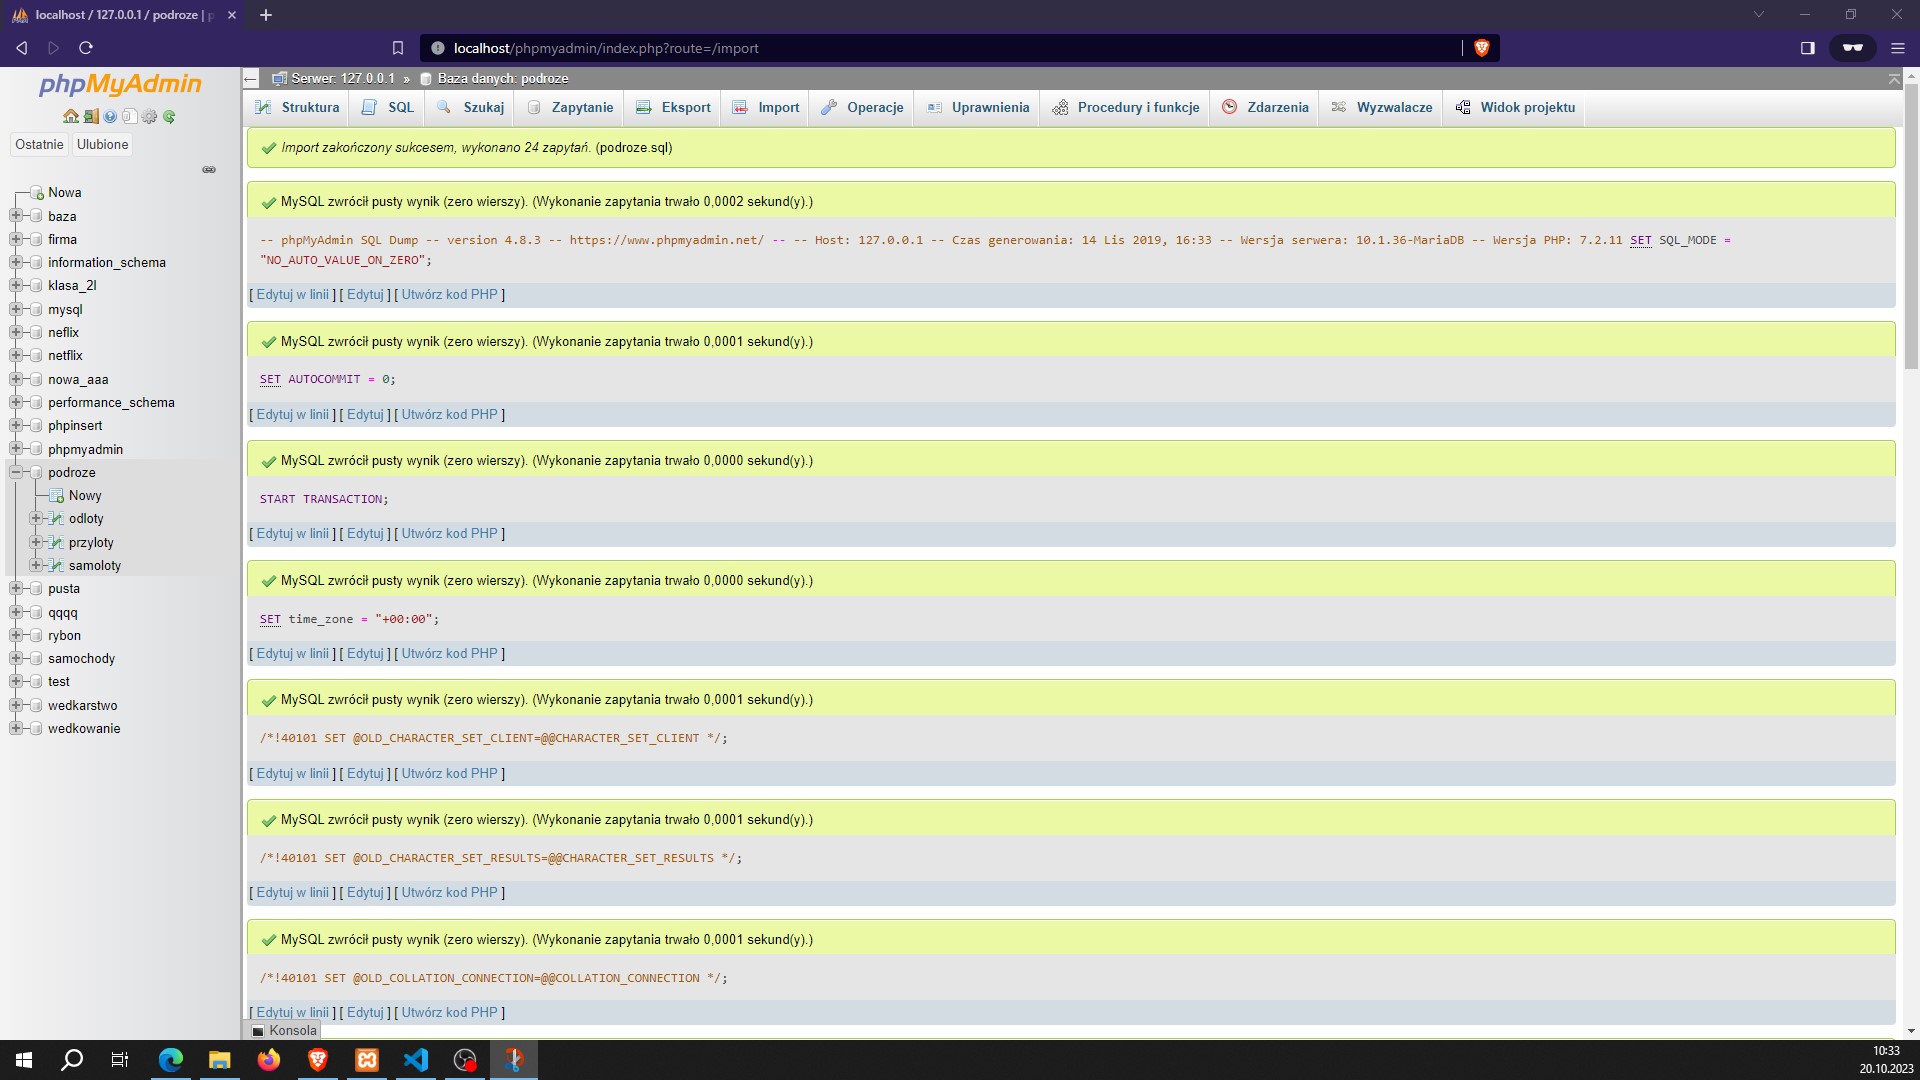 localhost / 127.0.0.1 / podroze | p
localhost/phpmyadmin/index.php?route=/import
phpMyAdmin
Ostatnie Ulubione
Nowa
baza
firma
information_schema
klasa_2l
mysql
neflix
netflix
nowa_aaa
performance_schema
phpinsert
phpmyadmin
podroze
Nowy
odloty
przyloty
samoloty
pusta
qqqq
rybon
samochody
test
wedkarstwo
wedkowanie
Serwer: 127.0.0.1 » Baza danych: podroze
Struktura SQL Szukaj Zapytanie Eksport Import Operacje Uprawnienia Procedury i funkcje Zdarzenia Wyzwalacze Widok projektu
Import zakończony sukcesem, wykonano 24 zapytań. (podroze.sql)
MySQL zwrócił pusty wynik (zero wierszy). (Wykonanie zapytania trwało 0,0002 sekund(y).)
-- phpMyAdmin SQL Dump -- version 4.8.3 -- https://www.phpmyadmin.net/ -- -- Host: 127.0.0.1 -- Czas generowania: 14 Lis 2019, 16:33 -- Wersja serwera: 10.1.36-MariaDB -- Wersja PHP: 7.2.11 SET SQL_MODE =
"NO_AUTO_VALUE_ON_ZERO";
[ Edytuj w linii ] [ Edytuj ] [ Utwórz kod PHP ]
MySQL zwrócił pusty wynik (zero wierszy). (Wykonanie zapytania trwało 0,0001 sekund(y).)
SET AUTOCOMMIT = 0;
[ Edytuj w linii ] [ Edytuj ] [ Utwórz kod PHP ]
MySQL zwrócił pusty wynik (zero wierszy). (Wykonanie zapytania trwało 0,0000 sekund(y).)
START TRANSACTION;
[ Edytuj w linii ] [ Edytuj ] [ Utwórz kod PHP ]
MySQL zwrócił pusty wynik (zero wierszy). (Wykonanie zapytania trwało 0,0000 sekund(y).)
SET time_zone = "+00:00";
[ Edytuj w linii ] [ Edytuj ] [ Utwórz kod PHP ]
MySQL zwrócił pusty wynik (zero wierszy). (Wykonanie zapytania trwało 0,0001 sekund(y).)
/*!40101 SET @OLD_CHARACTER_SET_CLIENT=@@CHARACTER_SET_CLIENT */;
[ Edytuj w linii ] [ Edytuj ] [ Utwórz kod PHP ]
MySQL zwrócił pusty wynik (zero wierszy). (Wykonanie zapytania trwało 0,0001 sekund(y).)
/*!40101 SET @OLD_CHARACTER_SET_RESULTS=@@CHARACTER_SET_RESULTS */;
[ Edytuj w linii ] [ Edytuj ] [ Utwórz kod PHP ]
MySQL zwrócił pusty wynik (zero wierszy). (Wykonanie zapytania trwało 0,0001 sekund(y).)
/*!40101 SET @OLD_COLLATION_CONNECTION=@@COLLATION_CONNECTION */;
[ Edytuj w linii ] [ Edytuj ] [ Utwórz kod PHP ]
Konsola
10:33
20.10.2023